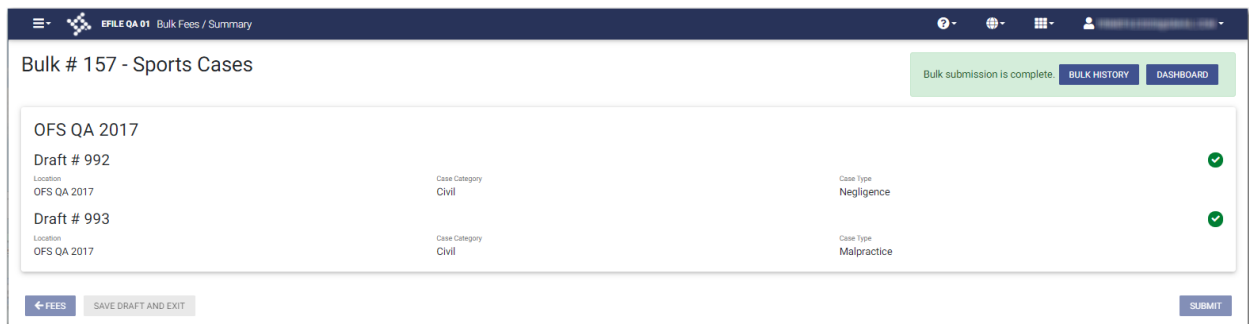 EFILE QA 01 Bulk Fees / Summary
Bulk # 157 - Sports Cases
Bulk submission is complete. BULK HISTORY DASHBOARD
OFS QA 2017
Draft # 992
Location Case Category Case Type
OFS QA 2017 Civil Negligence
Draft # 993
Location Case Category Case Type
OFS QA 2017 Civil Malpractice
FEES SAVE DRAFT AND EXIT SUBMIT